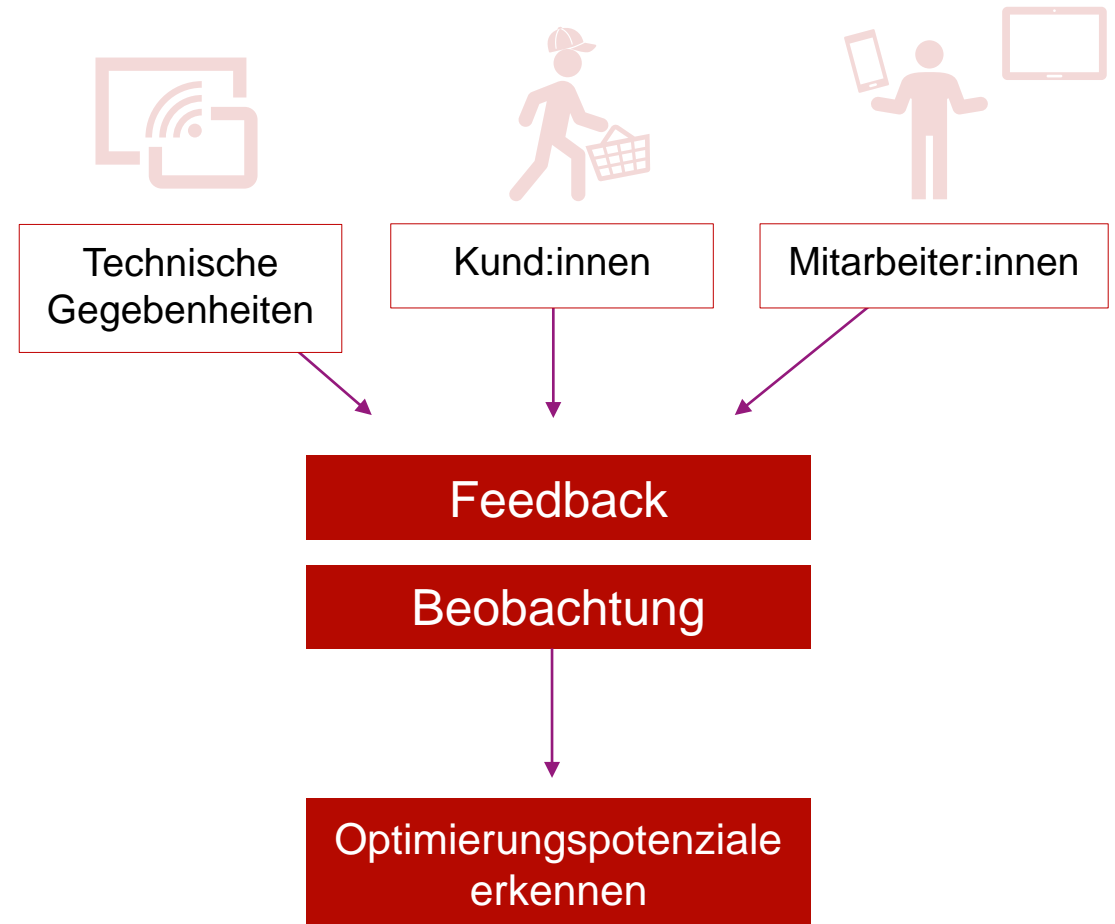 Technische
Gegebenheiten
Kund:innen
Mitarbeiter:innen
Feedback
Beobachtung
Optimierungspotenziale
erkennen